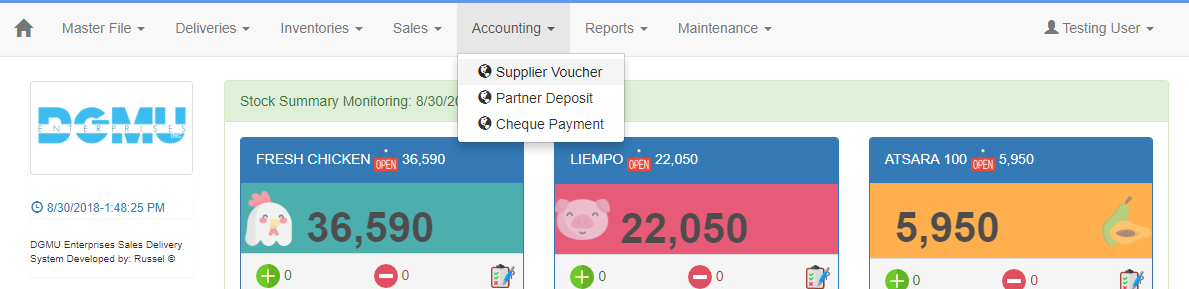 Master File Deliveries Inventories Sales Accounting Reports Maintenance Testing User
Supplier Voucher
Partner Deposit
Cheque Payment
DGMU
ENTERPRISES INC
8/30/2018-1:48:25 PM
DGMU Enterprises Sales Delivery
System Developed by: Russel ©
Stock Summary Monitoring: 8/30/20
FRESH CHICKEN OPEN 36,590
36,590
0 0
LIEMPO OPEN 22,050
22,050
0 0
ATSARA 100 OPEN 5,950
5,950
0 0